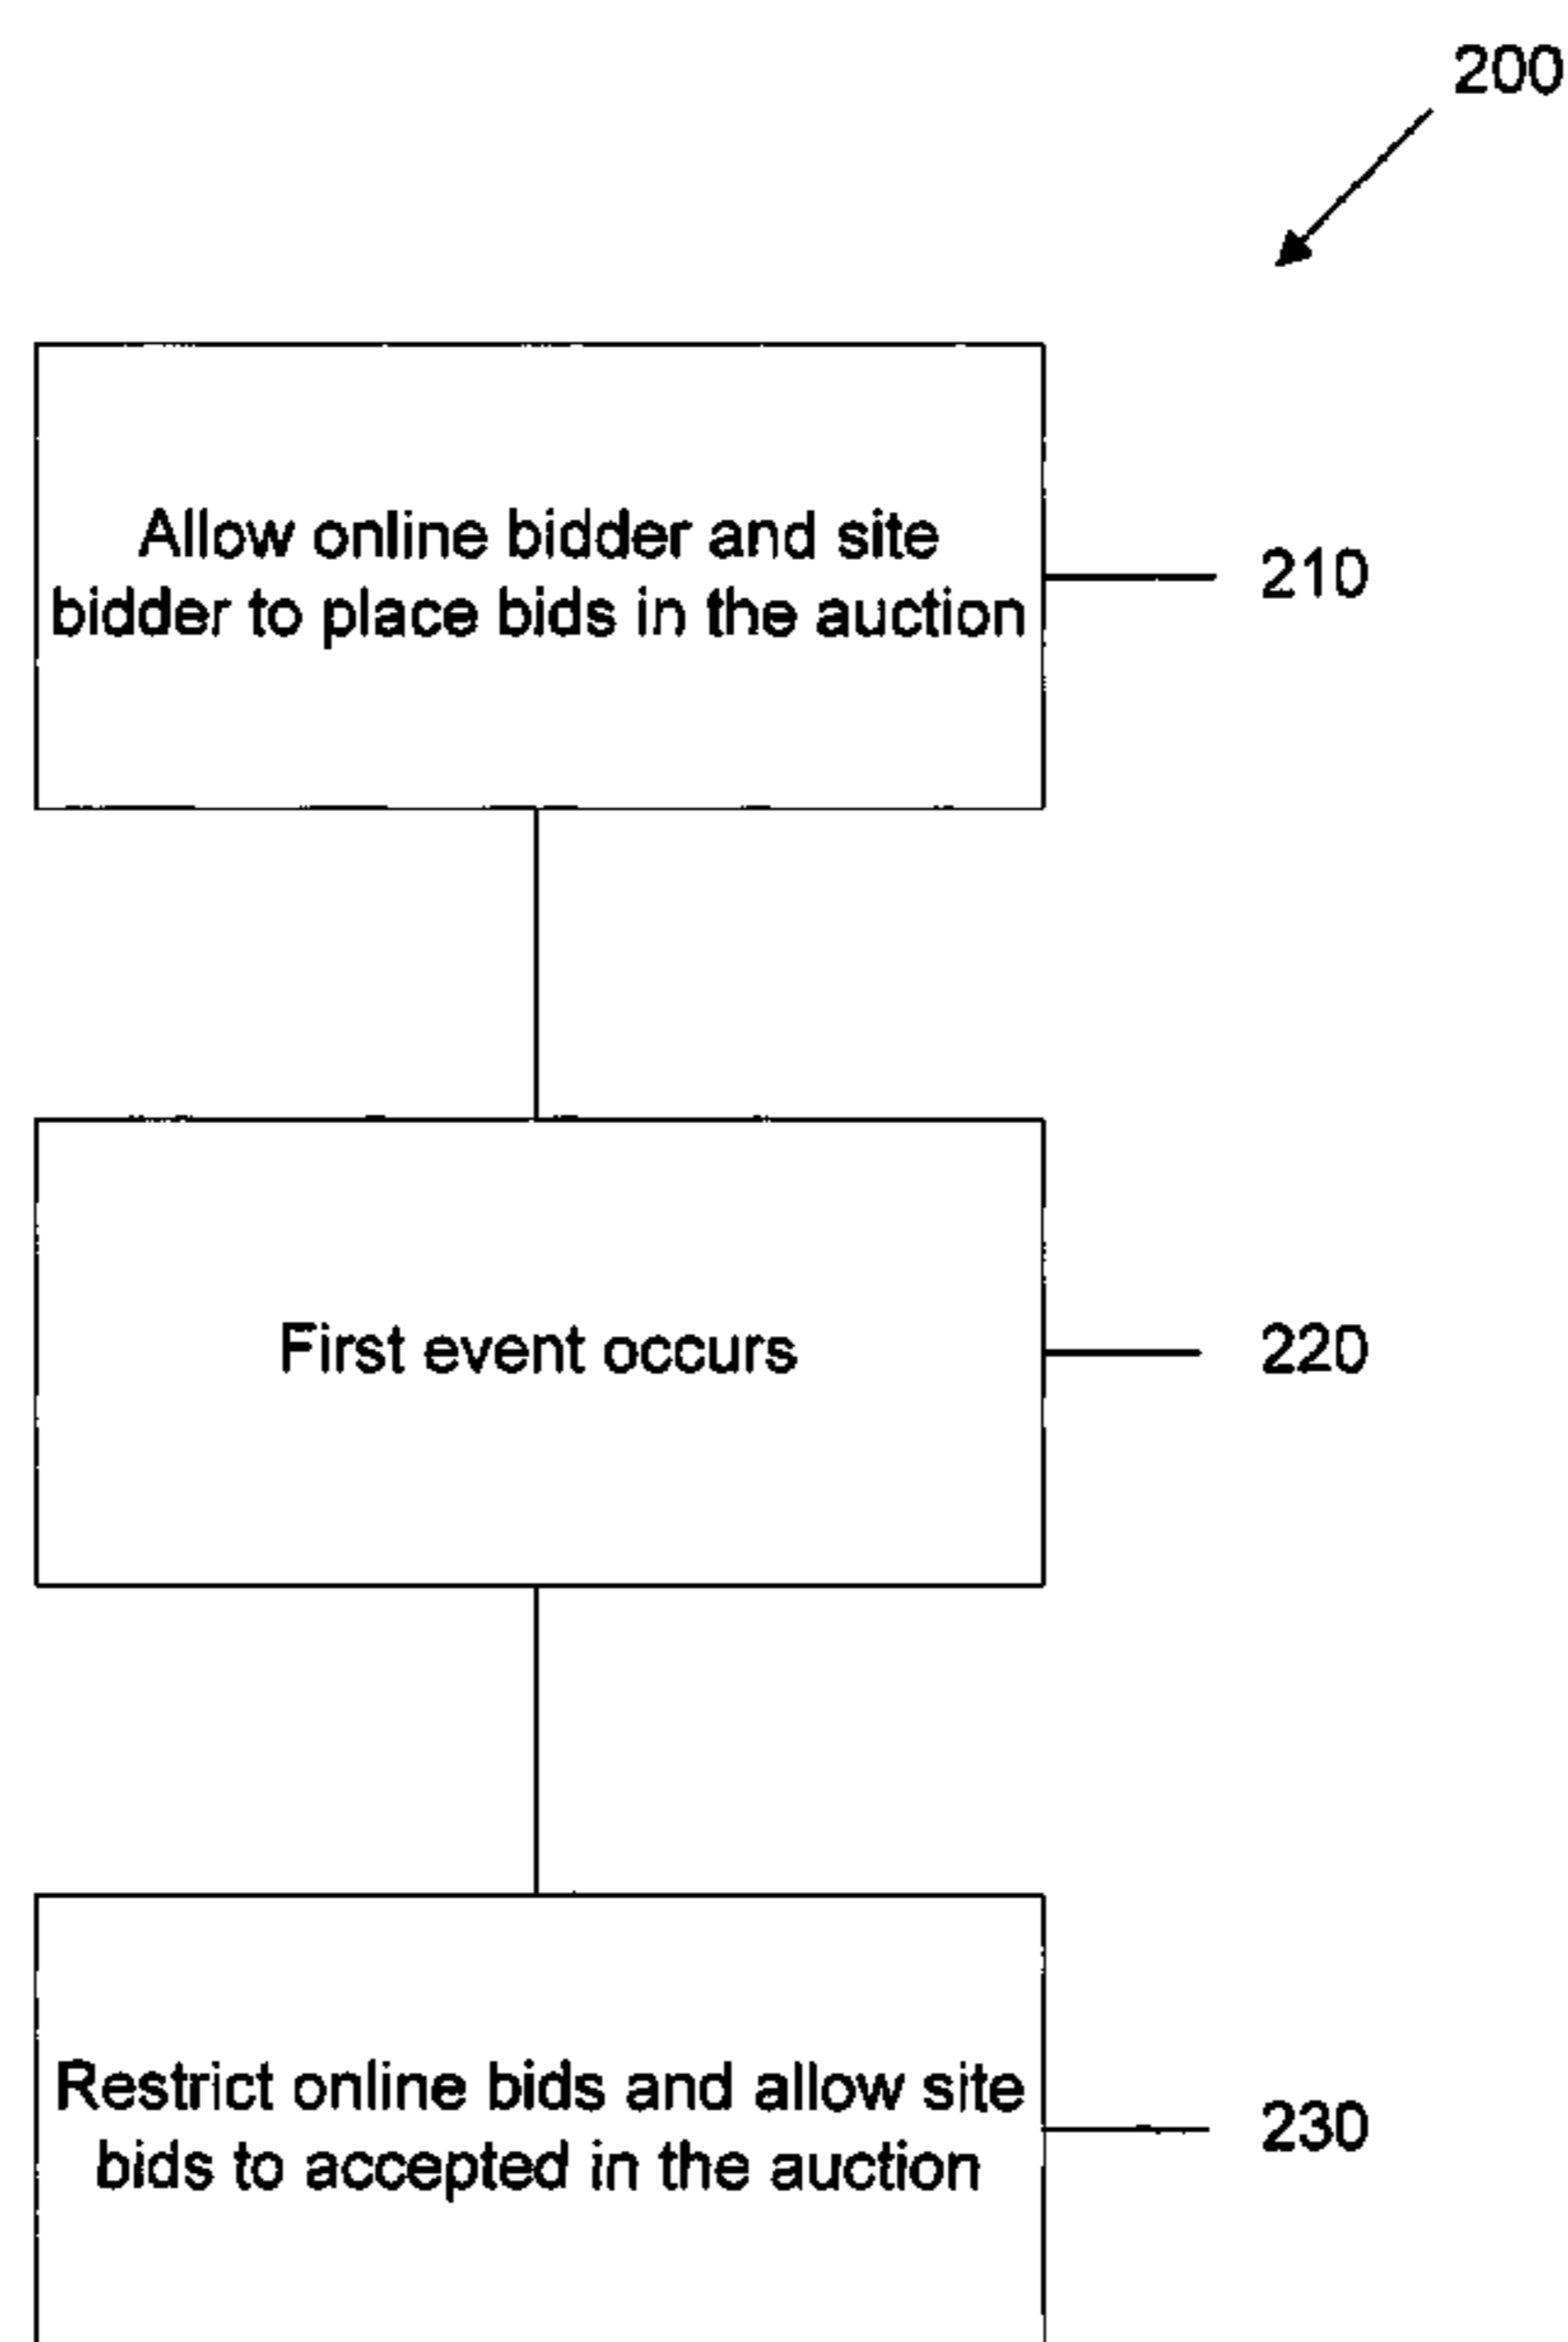 200
Allow online bidder and site
bidder to place bids in the auction
210
First event occurs
220
Restrict online bids and allow site
bids to accepted in the auction
230